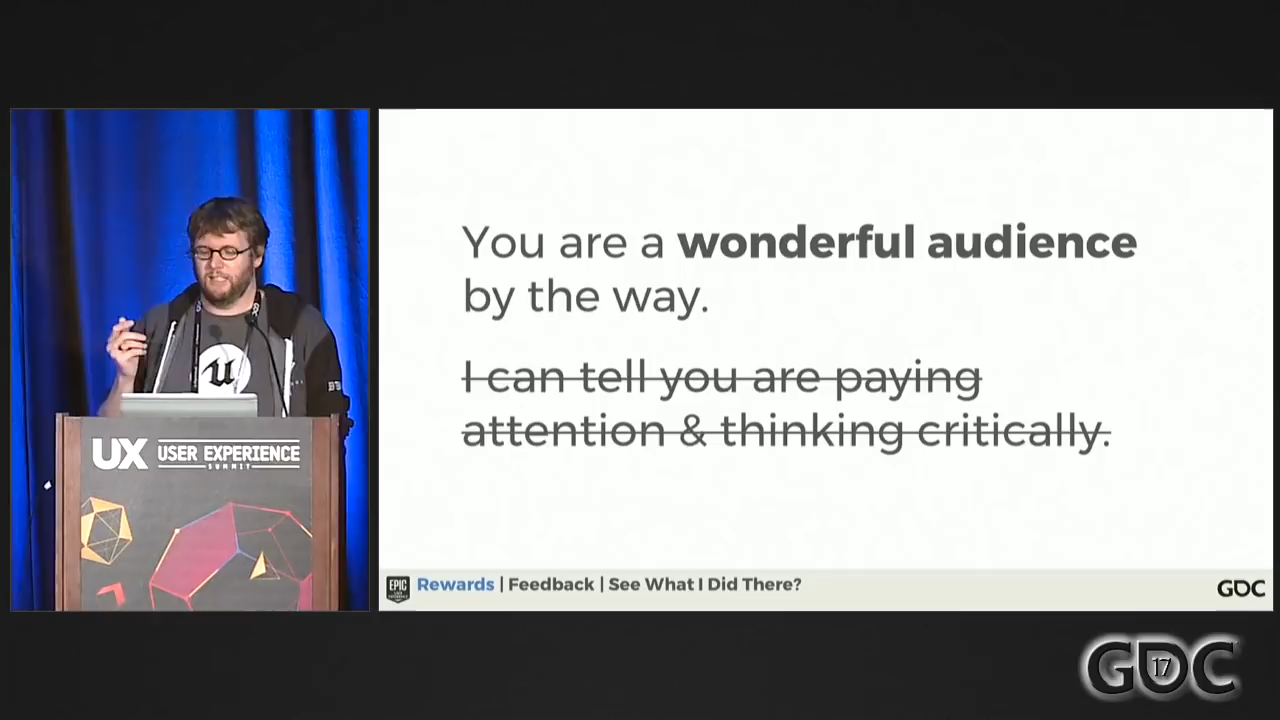 You are a wonderful audience
by the way.
I can tell you are paying
attention & thinking critically.
UX USER EXPERIENCE
SUMMIT
EPIC
Rewards | Feedback | See What I Did There?
GDC
GDC
17